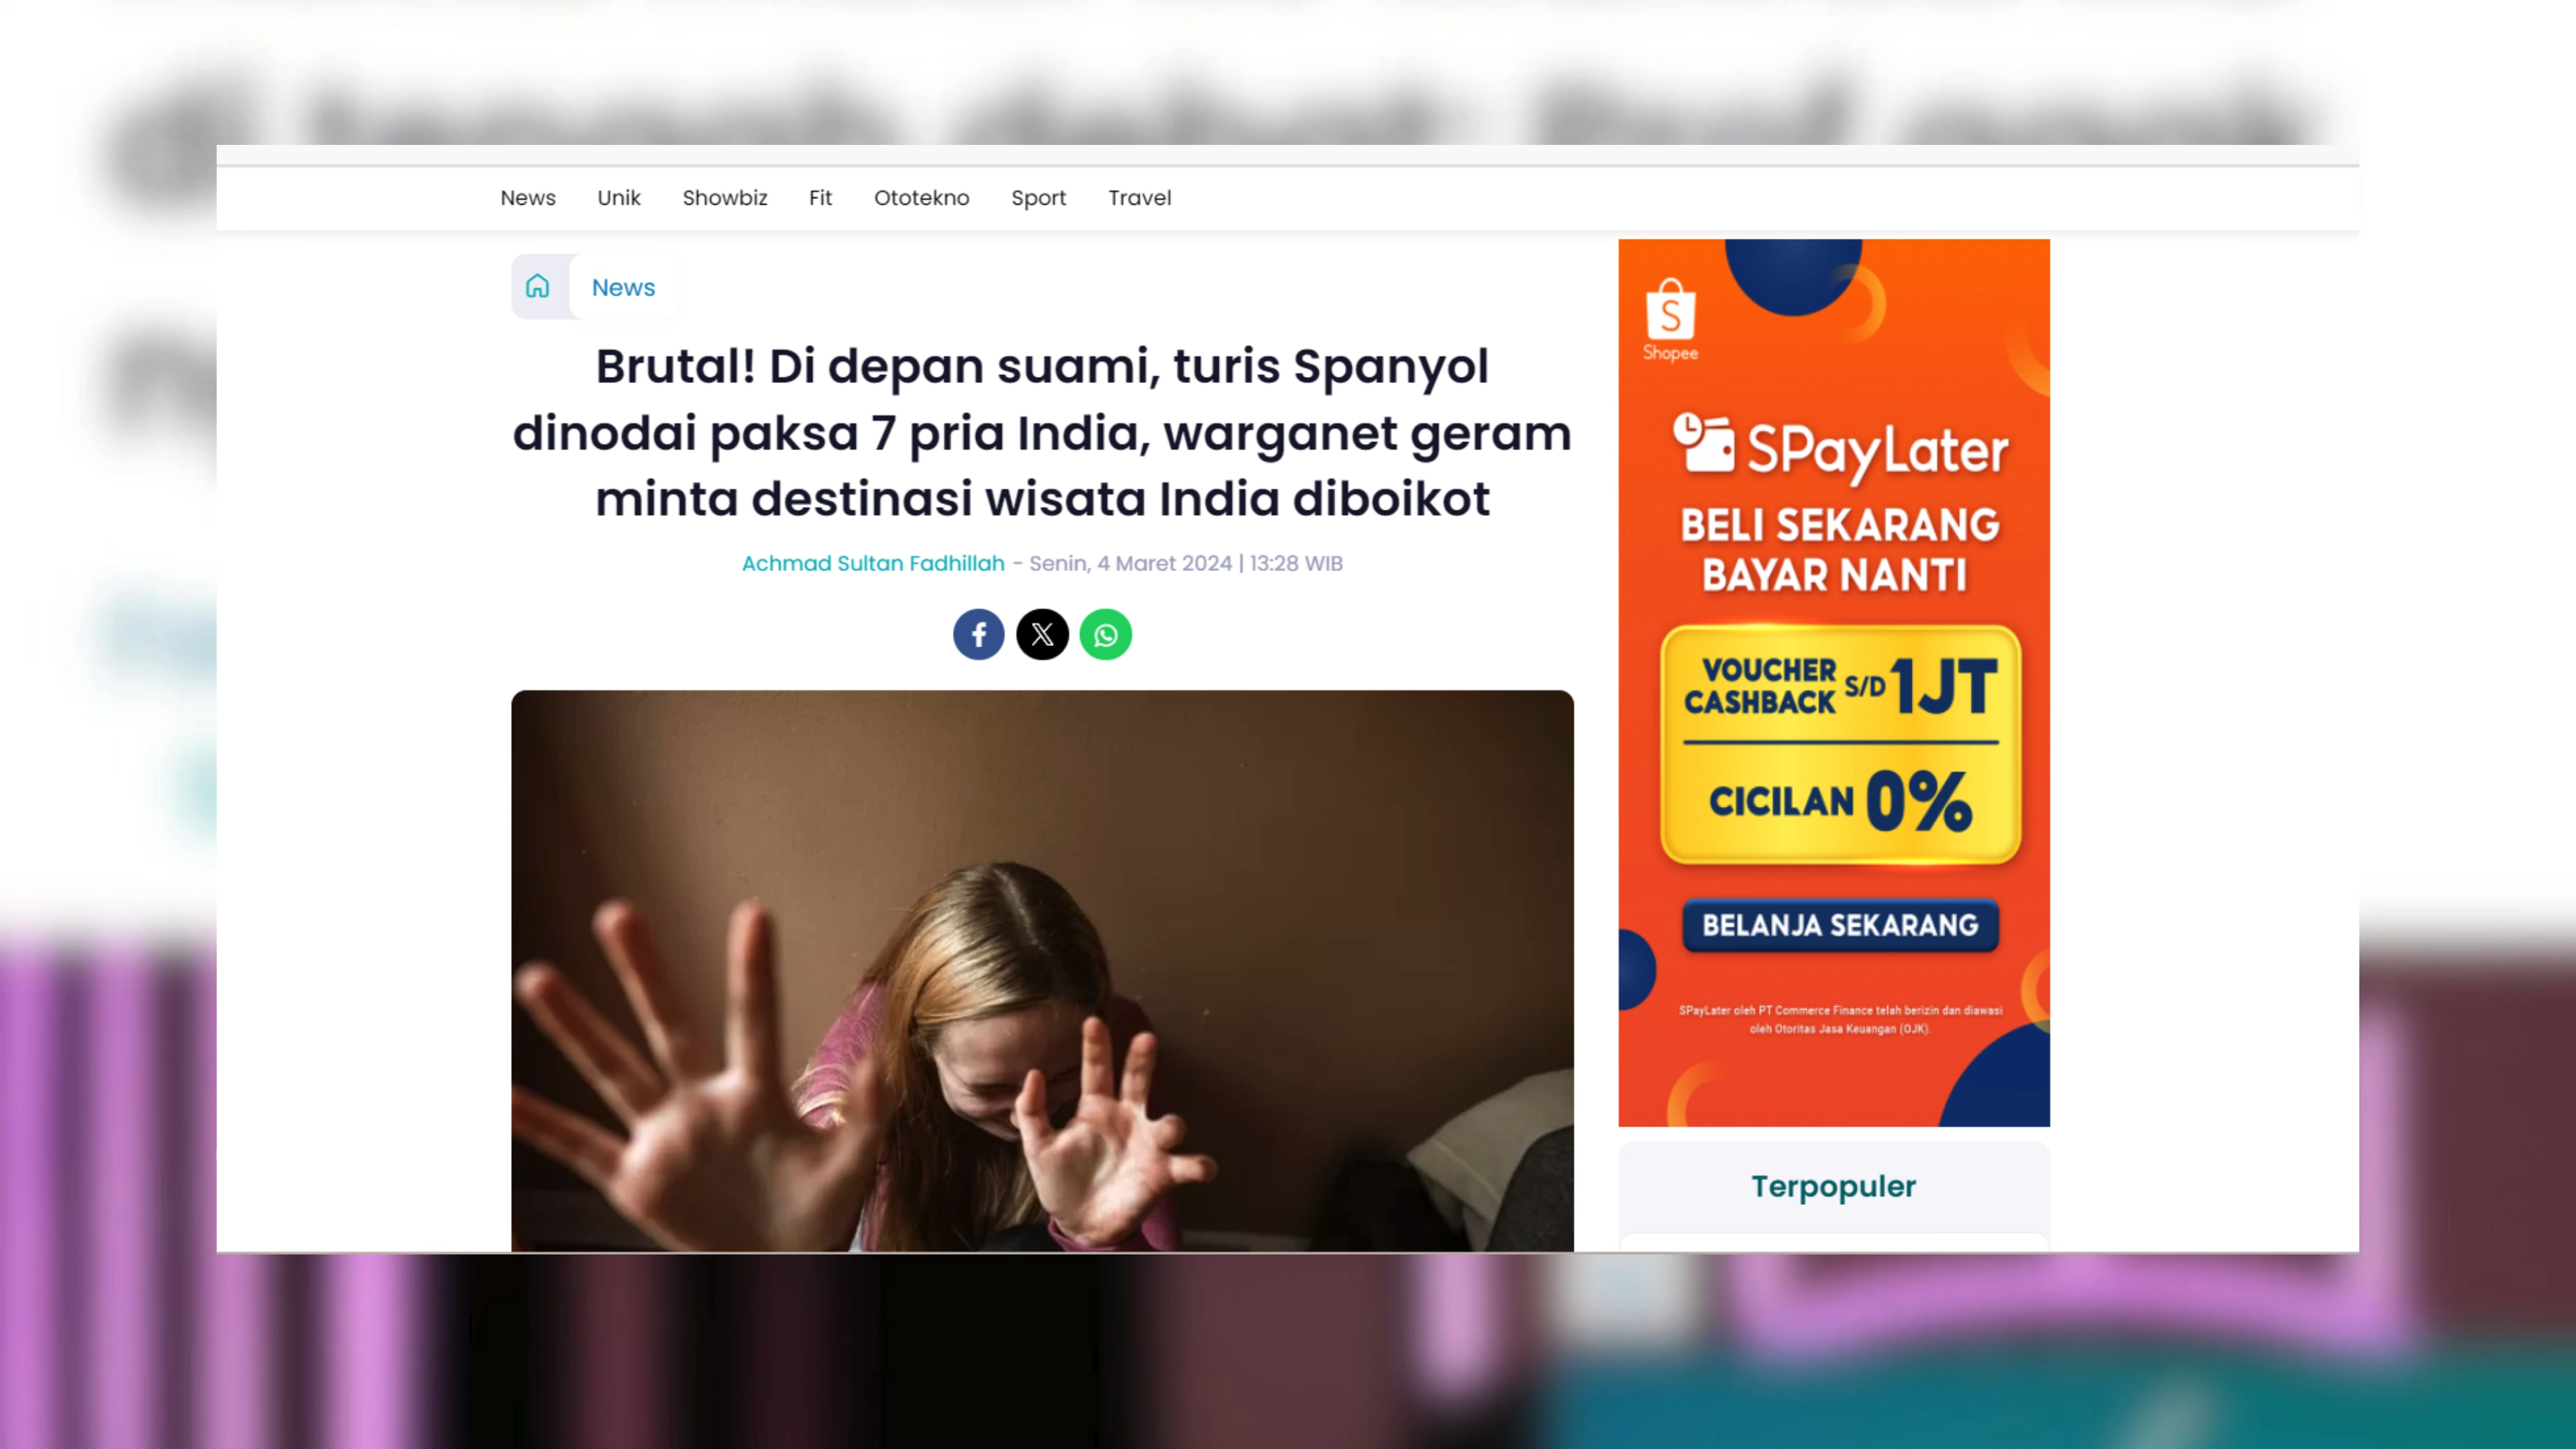 News Unik Showbiz Fit Ototekno Sport Travel
News
Brutal! Di depan suami, turis Spanyol
dinodai paksa 7 pria India, warganet geram
minta destinasi wisata India diboikot
Achmad Sultan Fadhillah - Senin, 4 Maret 2024 | 13:28 WIB
S
Shopee
SPayLater
BELI SEKARANG
BAYAR NANTI
VOUCHER
CASHBACK S/D 1JT
CICILAN 0%
BELANJA SEKARANG
SPayLater oleh PT Commerce Finance telah berizin dan diawasi
oleh Otoritas Jasa Keuangan (OJK).
Terpopuler